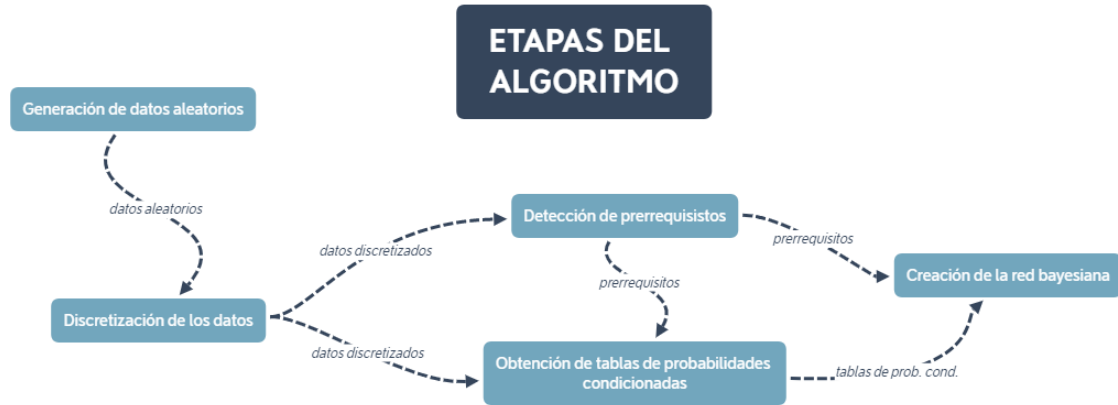 ETAPAS DEL
ALGORITMO
Generación de datos aleatorios
datos aleatorios
Detección de prerrequisistos
datos discretizados
prerrequisitos
prerrequisitos
Creación de la red bayesiana
Discretización de los datos
datos discretizados
Obtención de tablas de probabilidades
condicionadas
tablas de prob. cond.